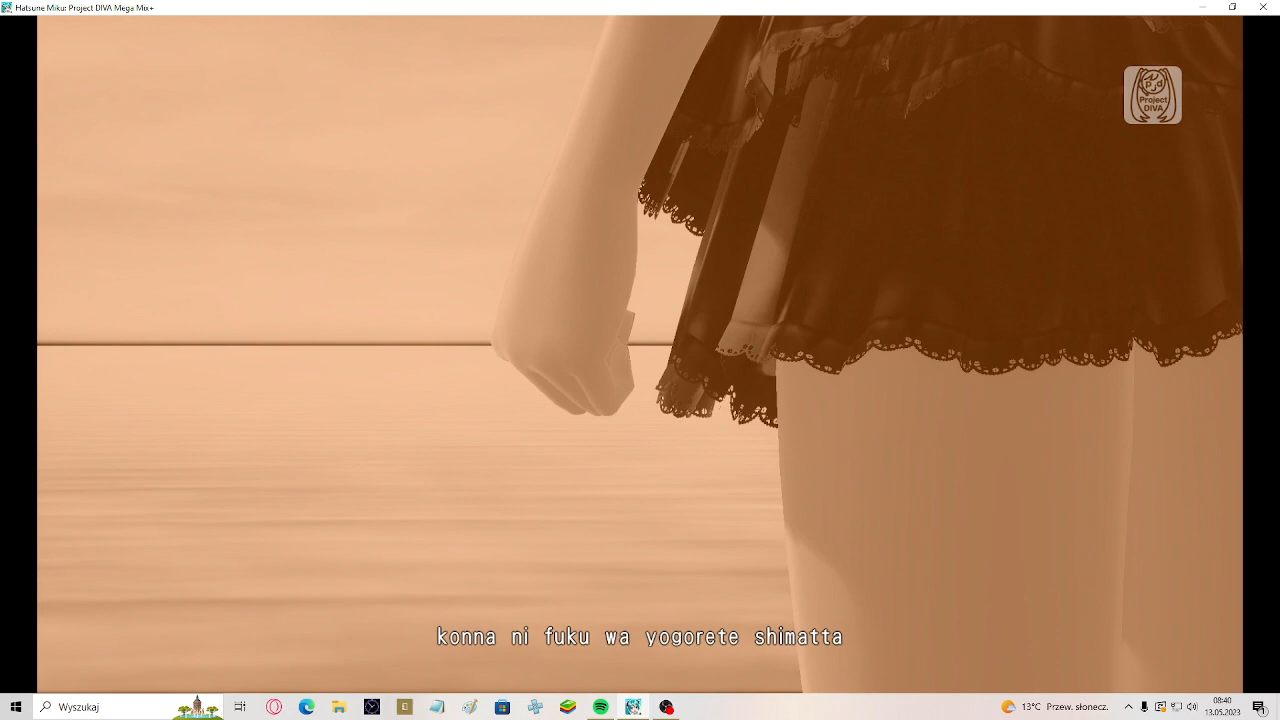 Hatsune Miku: Project DIVA Mega Mix+
Project
DIVA
konna ni fuku wa yogorete shimatta
Wyszukaj
13°C Przew. słonecz.
08:40
13.05.2023